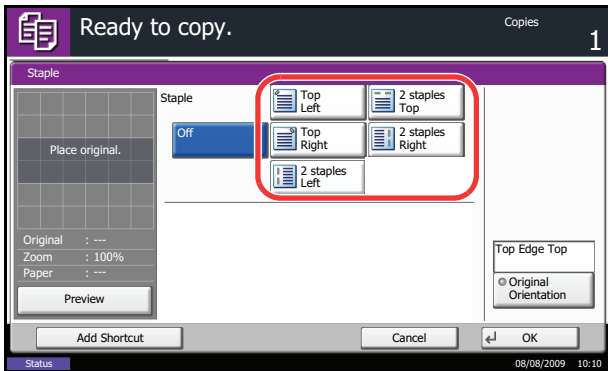 Ready to copy.
Copies
1
Staple
Place original.
Original : ---
Zoom : 100%
Paper : ---
Preview
Staple
Off
Top
Left
2 staples
Top
Top
Right
2 staples
Right
2 staples
Left
Top Edge Top
Original
Orientation
Add Shortcut
Cancel
OK
Status
08/08/2009 10:10